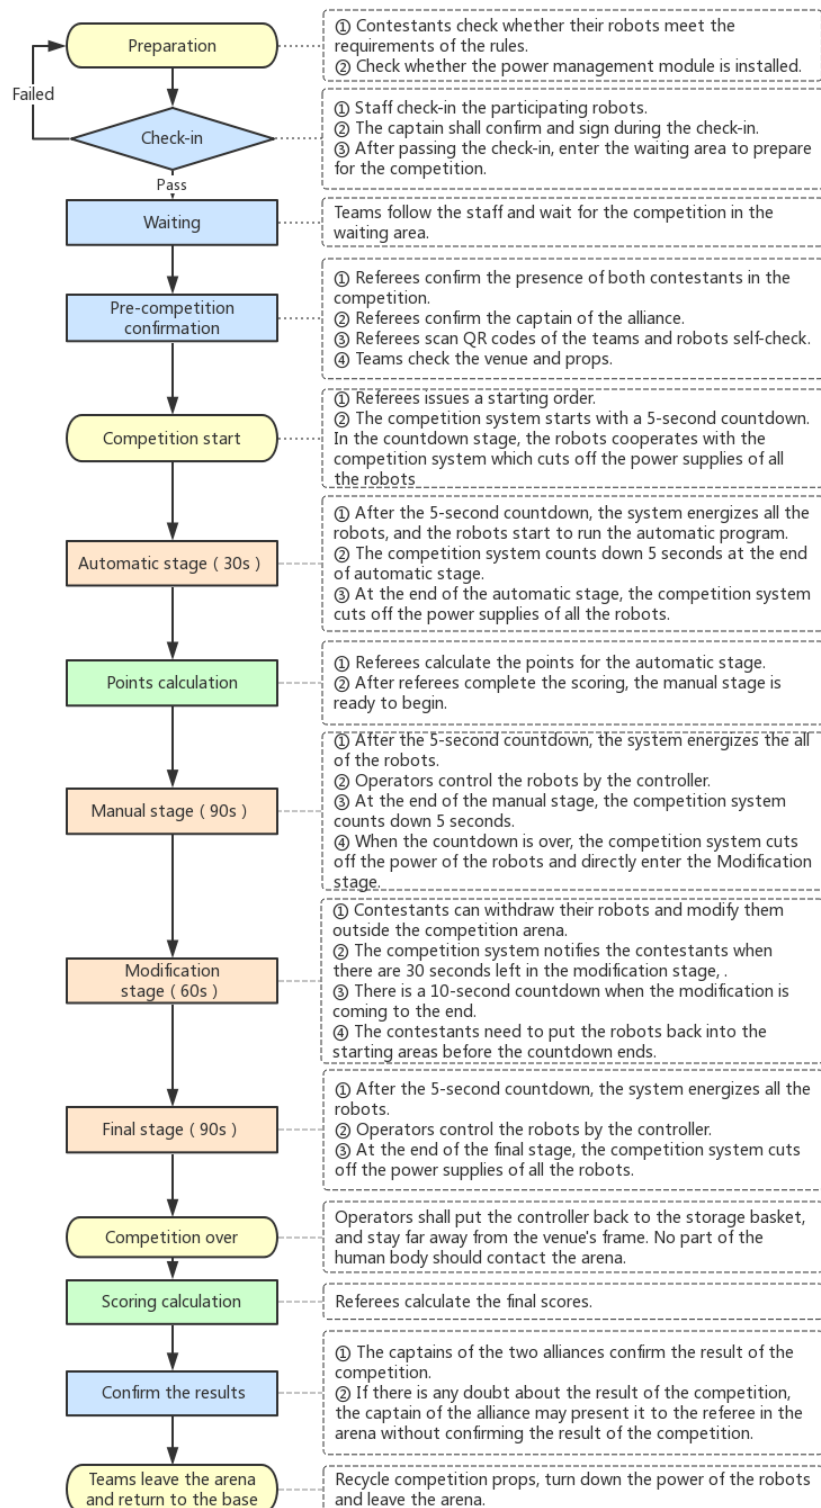 Preparation
① Contestants check whether their robots meet the
requirements of the rules.
② Check whether the power management module is installed.
Failed
Check-in
① Staff check-in the participating robots.
② The captain shall confirm and sign during the check-in.
③ After passing the check-in, enter the waiting area to prepare
for the competition.
Pass
Waiting
Teams follow the staff and wait for the competition in the
waiting area.
Pre-competition
confirmation
① Referees confirm the presence of both contestants in the
competition.
② Referees confirm the captain of the alliance.
③ Referees scan QR codes of the teams and robots self-check.
④ Teams check the venue and props.
Competition start
① Referees issues a starting order.
② The competition system starts with a 5-second countdown.
In the countdown stage, the robots cooperates with the
competition system which cuts off the power supplies of all
the robots
Automatic stage ( 30s )
① After the 5-second countdown, the system energizes all the
robots, and the robots start to run the automatic program.
② The competition system counts down 5 seconds at the end
of automatic stage.
③ At the end of the automatic stage, the competition system
cuts off the power supplies of all the robots.
Points calculation
① Referees calculate the points for the automatic stage.
② After referees complete the scoring, the manual stage is
ready to begin.
Manual stage ( 90s )
① After the 5-second countdown, the system energizes the all
of the robots.
② Operators control the robots by the controller.
③ At the end of the manual stage, the competition system
counts down 5 seconds.
④ When the countdown is over, the competition system cuts
off the power of the robots and directly enter the Modification
stage.
Modification
stage ( 60s )
① Contestants can withdraw their robots and modify them
outside the competition arena.
② The competition system notifies the contestants when
there are 30 seconds left in the modification stage, .
③ There is a 10-second countdown when the modification is
coming to the end.
④ The contestants need to put the robots back into the
starting areas before the countdown ends.
Final stage ( 90s )
① After the 5-second countdown, the system energizes all the
robots.
② Operators control the robots by the controller.
③ At the end of the final stage, the competition system cuts
off the power supplies of all the robots.
Competition over
Operators shall put the controller back to the storage basket,
and stay far away from the venue's frame. No part of the
human body should contact the arena.
Scoring calculation
Referees calculate the final scores.
Confirm the results
① The captains of the two alliances confirm the result of the
competition.
② If there is any doubt about the result of the competition,
the captain of the alliance may present it to the referee in the
arena without confirming the result of the competition.
Teams leave the arena
and return to the base
Recycle competition props, turn down the power of the robots
and leave the arena.